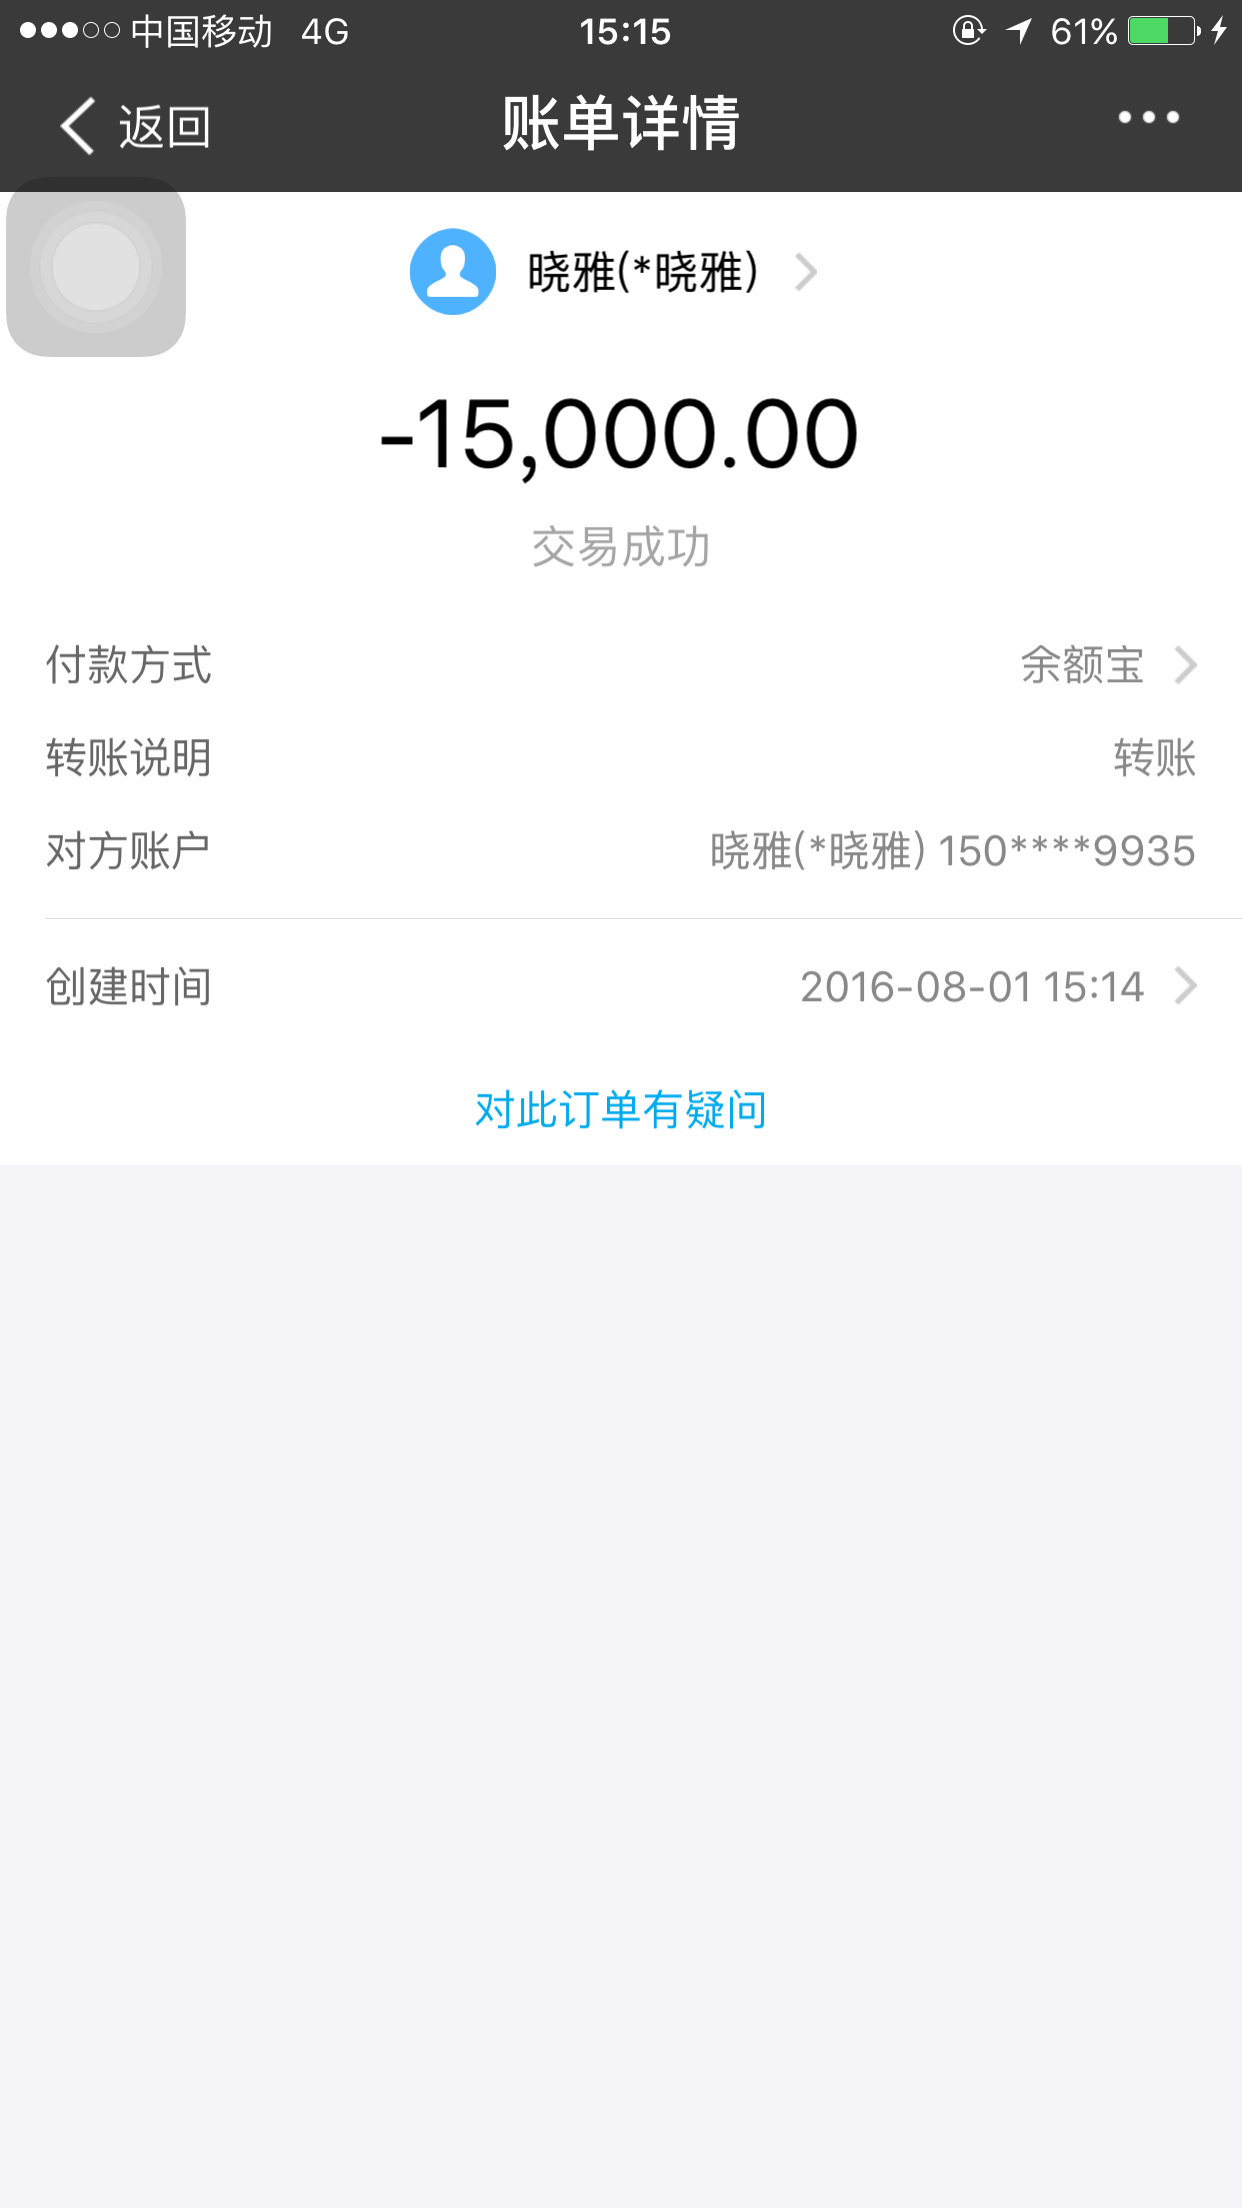 中国移动 4G 15:15 61%
返回 账单详情
晓雅(*晓雅)
-15,000.00
交易成功
付款方式 余额宝
转账说明 转账
对方账户 晓雅(*晓雅) 150****9935
创建时间 2016-08-01 15:14
对此订单有疑问